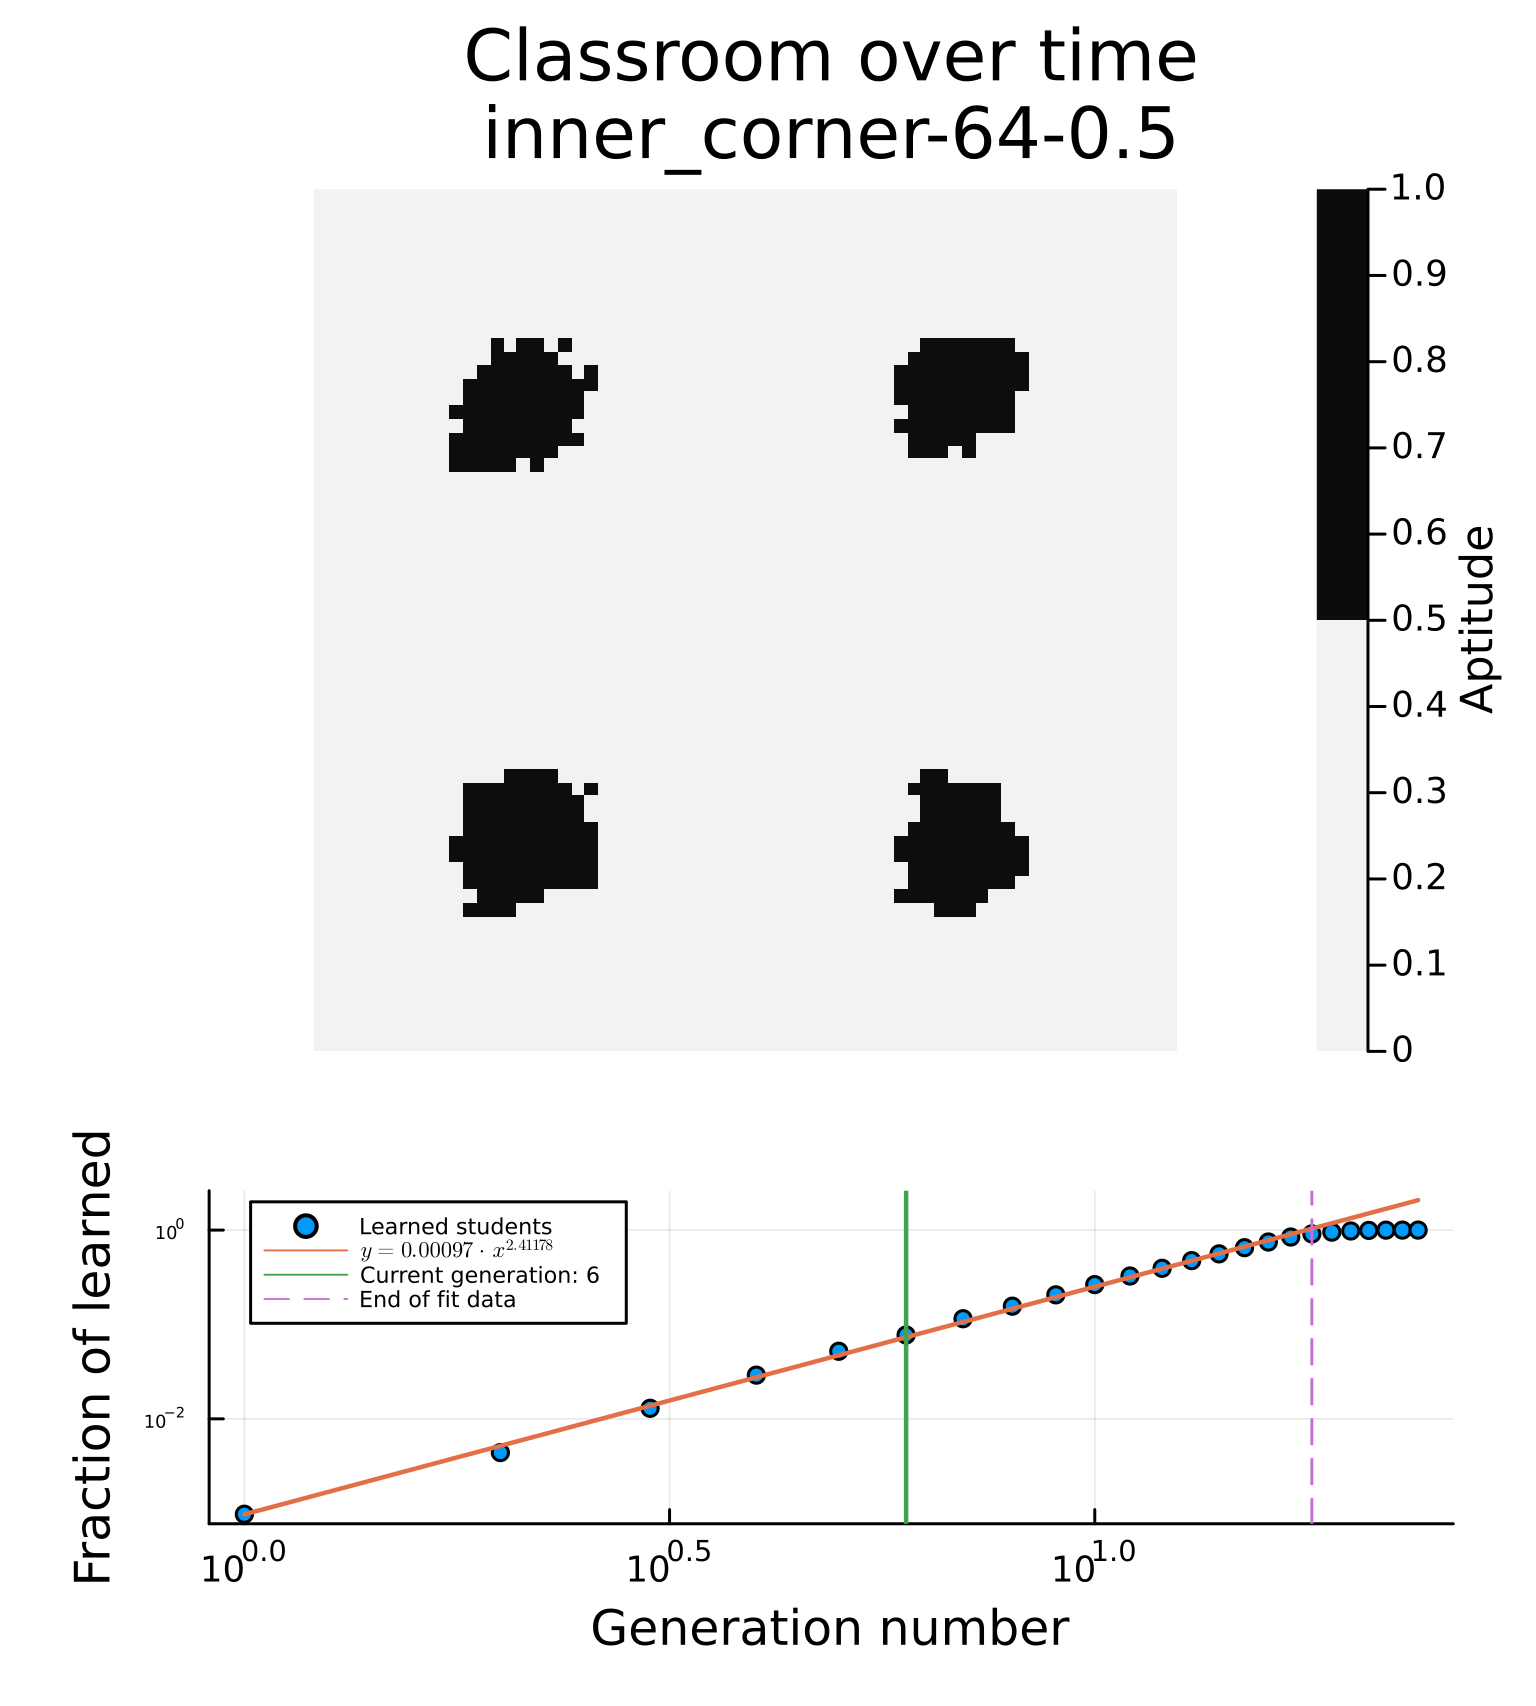 Classroom over time
inner_corner-64-0.5
1.0
0.9
0.8
0.7
0.6
0.5
0.4
0.3
0.2
0.1
0
Aptitude
Fraction of learned
10^0
10^−2
Learned students
y = 0.00097 · x^2.41178
Current generation: 6
End of fit data
10^0.0
10^0.5
10^1.0
Generation number